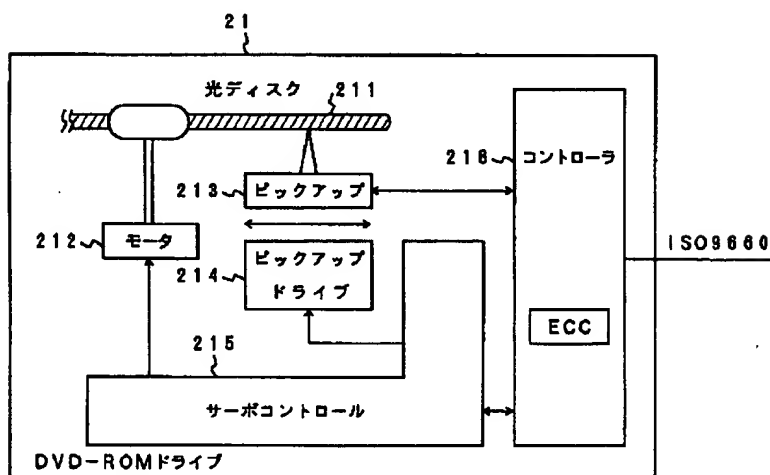 21
光ディスク
211
216
コントローラ
213
ピックアップ
212
モータ
ISO9660
214
ピックアップ
ドライブ
ECC
215
サーボコントロール
DVD-ROMドライブ